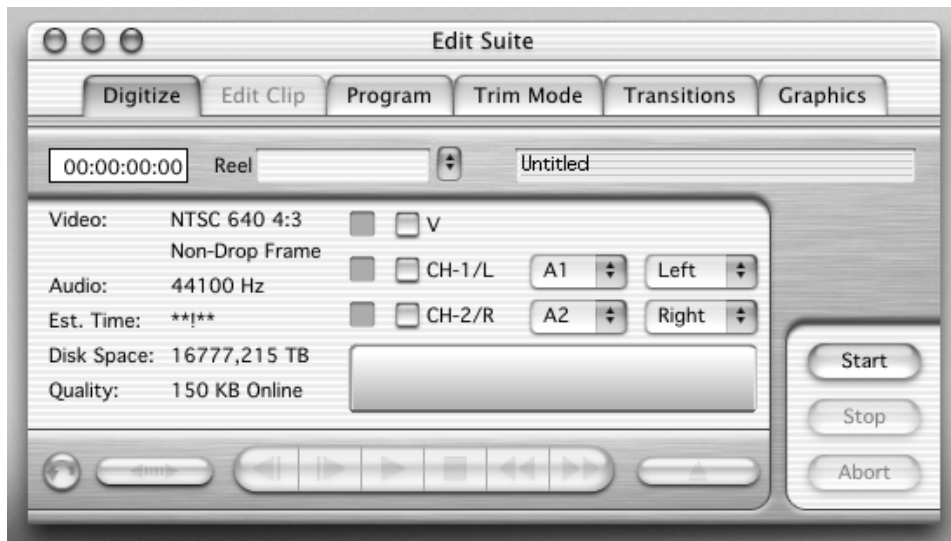 Edit Suite
Digitize Edit Clip Program Trim Mode Transitions Graphics
00:00:00:00 Reel Untitled
Video: NTSC 640 4:3 V
Non-Drop Frame
CH-1/L A1 Left
Audio: 44100 Hz
Est. Time: **!** CH-2/R A2 Right
Disk Space: 16777,215 TB
Quality: 150 KB Online
Start
Stop
Abort